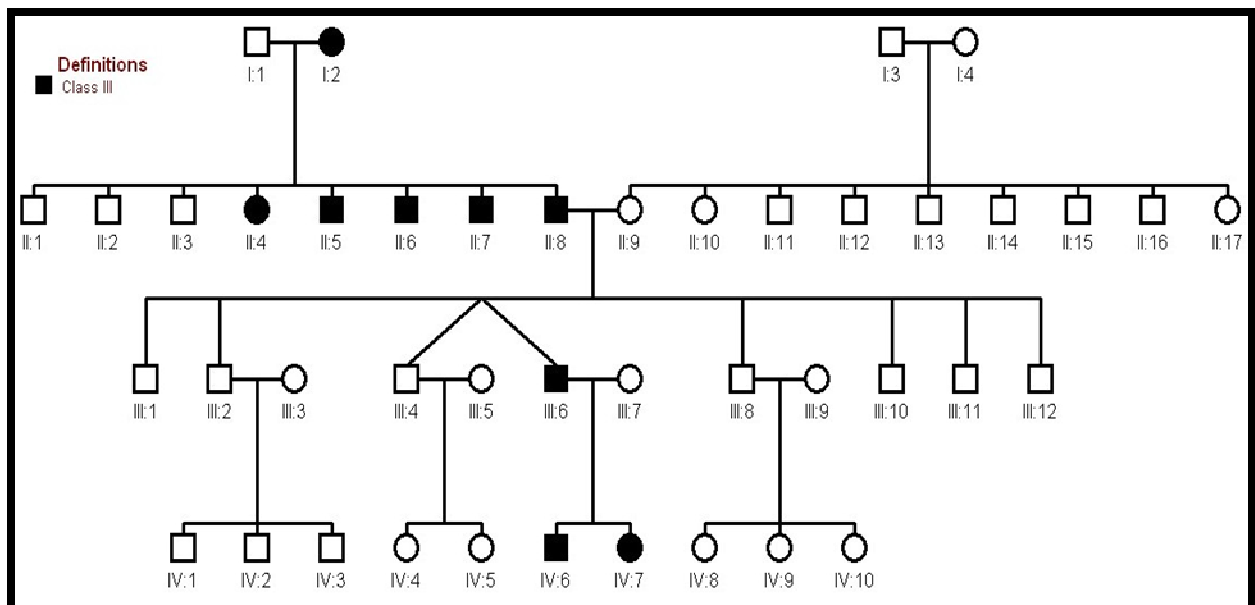 Definitions
Class III
I:1 I:2 I:3 I:4
II:1 II:2 II:3 II:4 II:5 II:6 II:7 II:8 II:9 II:10 II:11 II:12 II:13 II:14 II:15 II:16 II:17
III:1 III:2 III:3 III:4 III:5 III:6 III:7 III:8 III:9 III:10 III:11 III:12
IV:1 IV:2 IV:3 IV:4 IV:5 IV:6 IV:7 IV:8 IV:9 IV:10